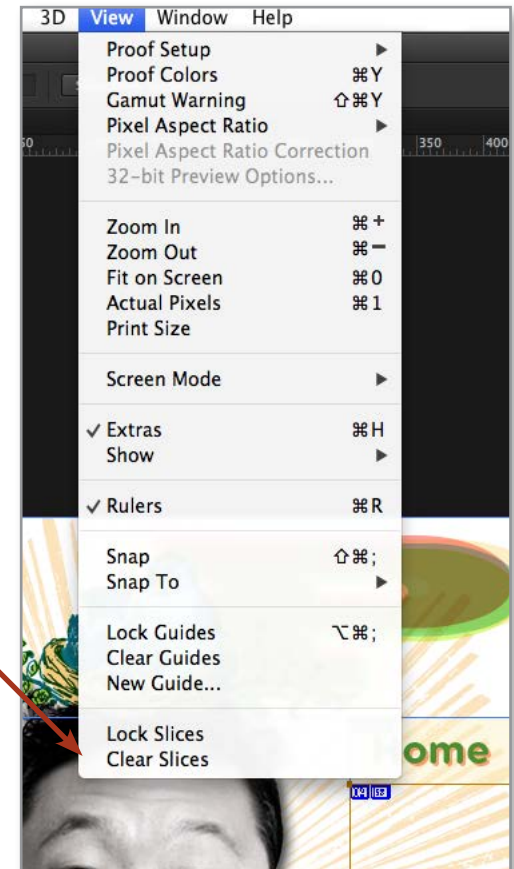 3D View Window Help
Proof Setup ▶
Proof Colors ⌘Y
Gamut Warning ⇧⌘Y
Pixel Aspect Ratio ▶
Pixel Aspect Ratio Correction
32-bit Preview Options...
350 400
Zoom In ⌘+
Zoom Out ⌘−
Fit on Screen ⌘0
Actual Pixels ⌘1
Print Size
Screen Mode ▶
✓ Extras ⌘H
Show ▶
✓ Rulers ⌘R
Snap ⇧⌘;
Snap To ▶
Lock Guides ⌥⌘;
Clear Guides
New Guide...
Lock Slices
Clear Slices
ome